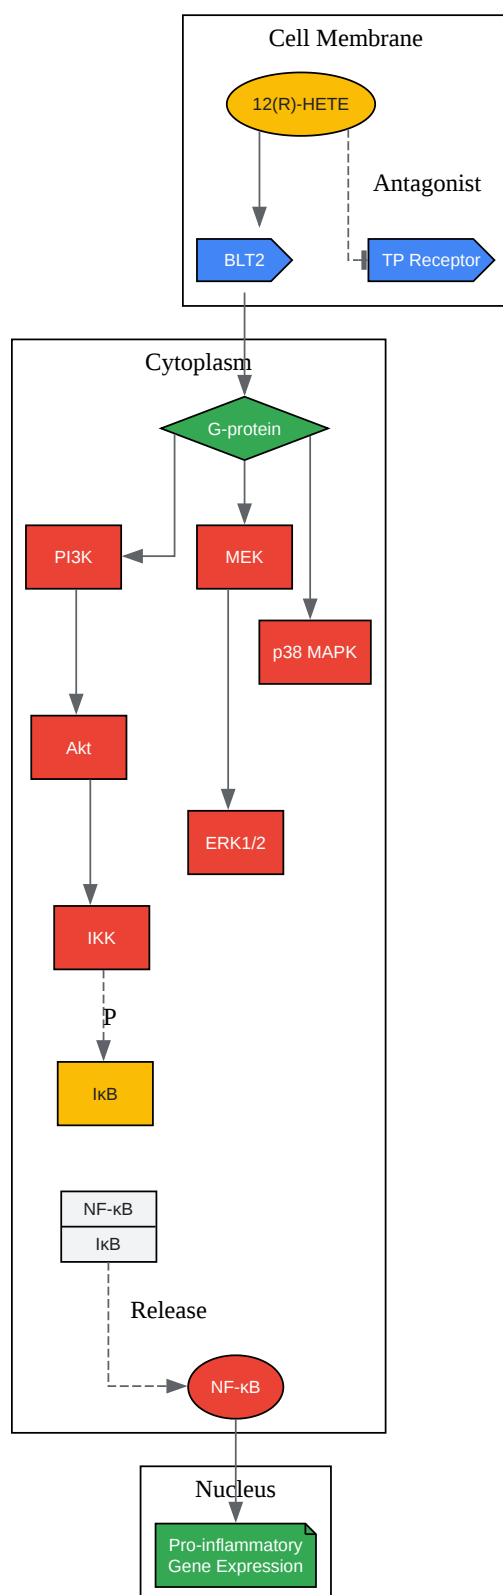 Cell Membrane
12(R)-HETE
Antagonist
BLT2
TP Receptor
Cytoplasm
G-protein
PI3K
MEK
p38 MAPK
Akt
ERK1/2
IKK
P
IκB
NF-κB
IκB
Release
NF-κB
Nucleus
Pro-inflammatory
Gene Expression